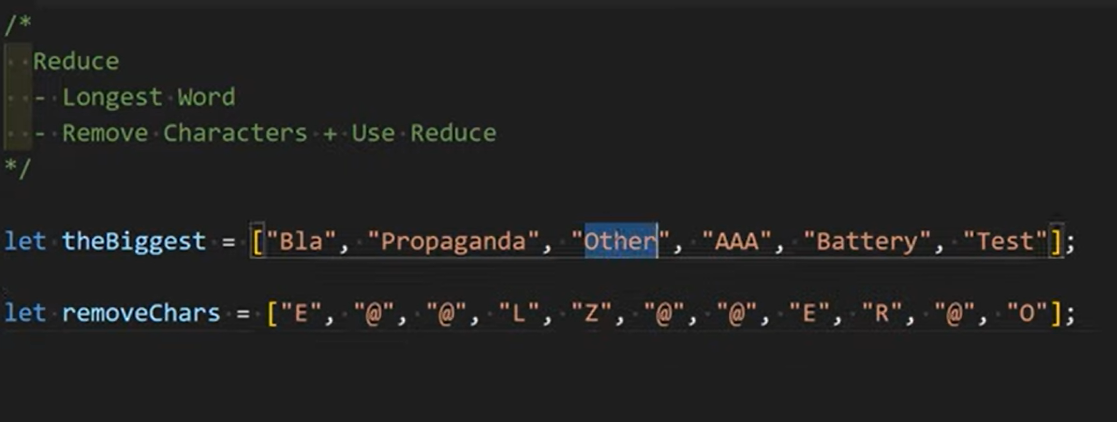 /*
Reduce
- Longest Word
- Remove Characters + Use Reduce
*/
let theBiggest = ["Bla", "Propaganda", "Other", "AAA", "Battery", "Test"];
let removeChars = ["E", "@", "@", "L", "Z", "@", "@", "E", "R", "@", "O"];